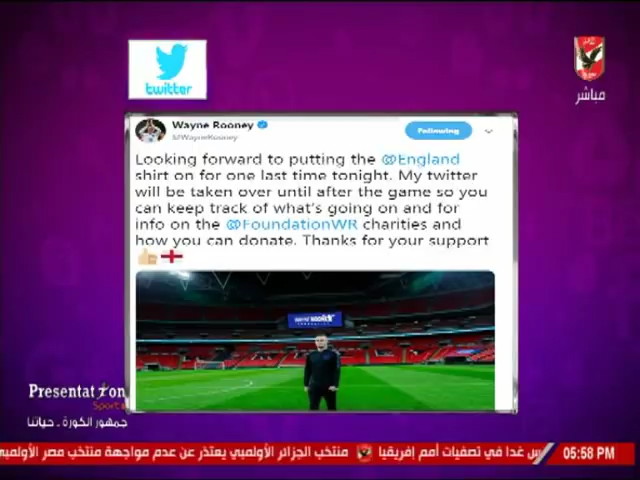 twitter
مباشر
Wayne Rooney
@WayneRooney
Following
Looking forward to putting the @England
shirt on for one last time tonight. My twitter
will be taken over until after the game so you
can keep track of what's going on and for
info on the @FoundationWR charities and
how you can donate. Thanks for your support
Presentation
Sports
جمهور الكورة ـ حياتنا
س غدا في تصفيات أمم إفريقيا
منتخب الجزائر الأولمبي يعتذر عن عدم مواجهة منتخب مصر الأولمبي
05:58 PM